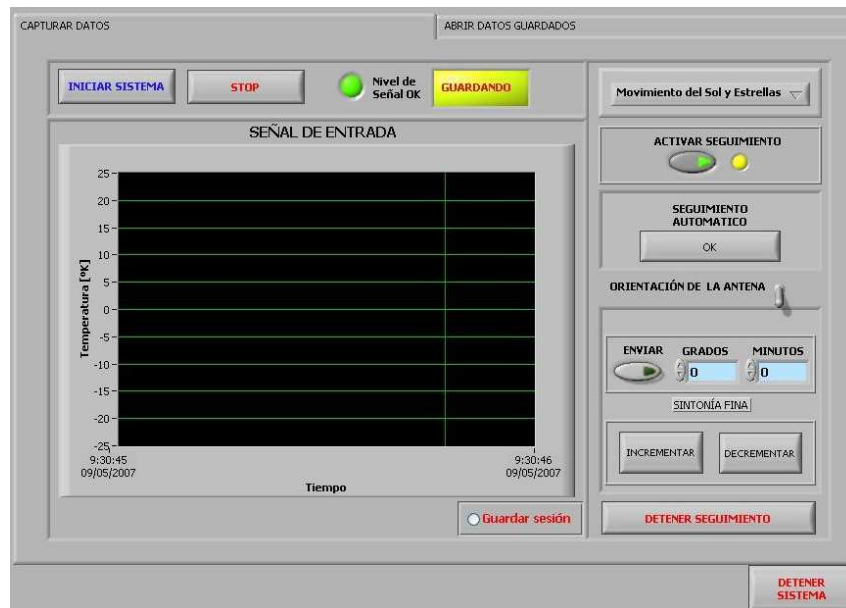 CAPTURAR DATOS
ABRIR DATOS GUARDADOS
INICIAR SISTEMA
STOP
Nivel de
Señal OK
GUARDANDO
Movimiento del Sol y Estrellas
SEÑAL DE ENTRADA
ACTIVAR SEGUIMIENTO
SEGUIMIENTO
AUTOMATICO
OK
ORIENTACIÓN DE LA ANTENA
Temperatura [ºK]
25
20
15
10
5
0
-5
-10
-15
-20
-25
9:30:45
09/05/2007
9:30:46
09/05/2007
Tiempo
ENVIAR
GRADOS
MINUTOS
0
0
SINTONÍA FINA
INCREMENTAR
DECREMENTAR
Guardar sesión
DETENER SEGUIMIENTO
DETENER
SISTEMA